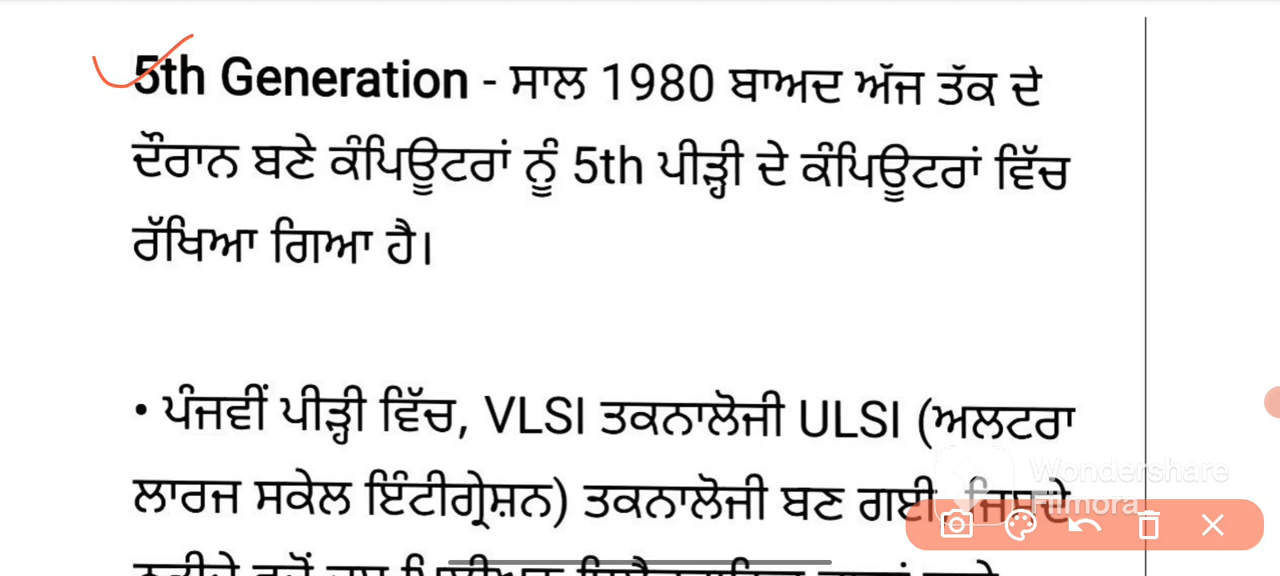 5th Generation - ਸਾਲ 1980 ਬਾਅਦ ਅੱਜ ਤੱਕ ਦੇ
ਦੌਰਾਨ ਬਣੇ ਕੰਪਿਊਟਰਾਂ ਨੂੰ 5th ਪੀੜ੍ਹੀ ਦੇ ਕੰਪਿਊਟਰਾਂ ਵਿੱਚ
ਰੱਖਿਆ ਗਿਆ ਹੈ।
• ਪੰਜਵੀਂ ਪੀੜ੍ਹੀ ਵਿੱਚ, VLSI ਤਕਨਾਲੋਜੀ ULSI (ਅਲਟਰਾ
ਲਾਰਜ ਸਕੇਲ ਇੰਟੀਗ੍ਰੇਸ਼ਨ) ਤਕਨਾਲੋਜੀ ਬਣ ਗਈ, ਜਿਸਦੇ
Wondershare
Filmora